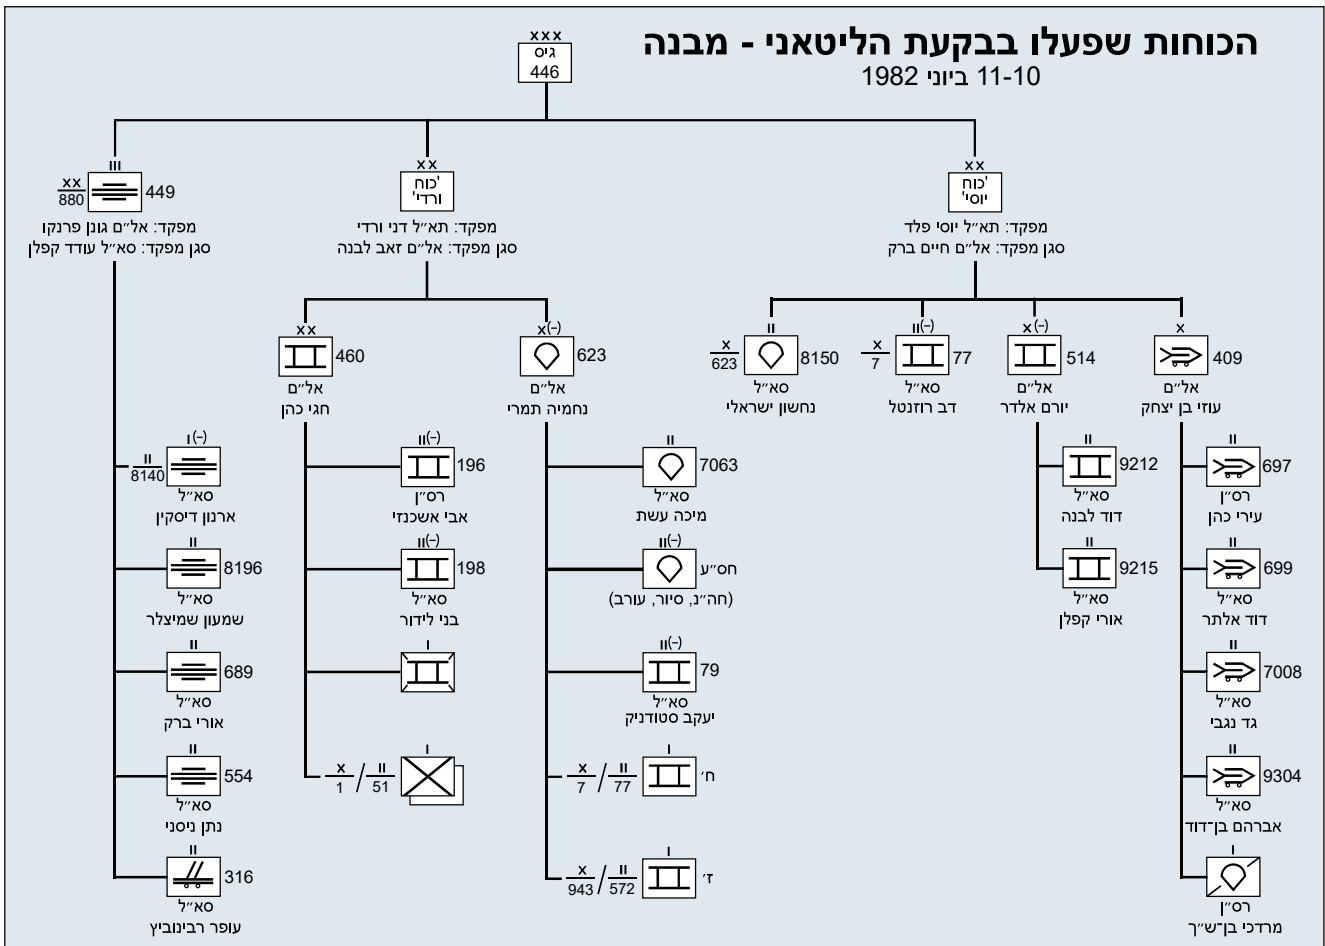 הכוחות שפעלו בבקעת הליטאני - מבנה
11-10 ביוני 1982
xxx
גיס
446
xx
'כוח
יוסי'
מפקד: תא״ל יוסי פלד
סגן מפקד: אל״ם חיים ברק
x
409
אל״ם
עוזי בן יצחק
II
697
רס״ן
עירי כהן
II
699
סא״ל
דוד אלתר
II
7008
סא״ל
גד נגבי
II
9304
סא״ל
אברהם בן־דוד
I
רס״ן
מרדכי בן־ש״ך
x(–)
514
אל״ם
יורם אלדר
II
9212
סא״ל
דוד לבנה
II
9215
סא״ל
אורי קפלן
II(–)
x
7
77
סא״ל
דב רוזנטל
II
x
623
8150
סא״ל
נחשון ישראלי
xx
'כוח
ורדי'
מפקד: תא״ל דני ורדי
סגן מפקד: אל״ם זאב לבנה
x(–)
623
אל״ם
נחמיה תמרי
II
7063
סא״ל
מיכה עשת
II(–)
חס״ע
(חה״נ, סיור, עורב)
II(–)
79
סא״ל
יעקב סטודניק
I
x / II
7 / 77
ח׳
I
x / II
943 / 572
ז׳
xx
460
אל״ם
חגי כהן
II(–)
196
רס״ן
אבי אשכנזי
II(–)
198
סא״ל
בני לידור
I
I
x / II
1 / 51
III
xx
880
449
מפקד: אל״ם גונן פרנקו
סגן מפקד: סא״ל עודד קפלן
I(–)
II
8140
סא״ל
ארנון דיסקין
II
8196
סא״ל
שמעון שמיצלר
II
689
סא״ל
אורי ברק
II
554
סא״ל
נתן ניסני
II
316
סא״ל
עופר רבינוביץ